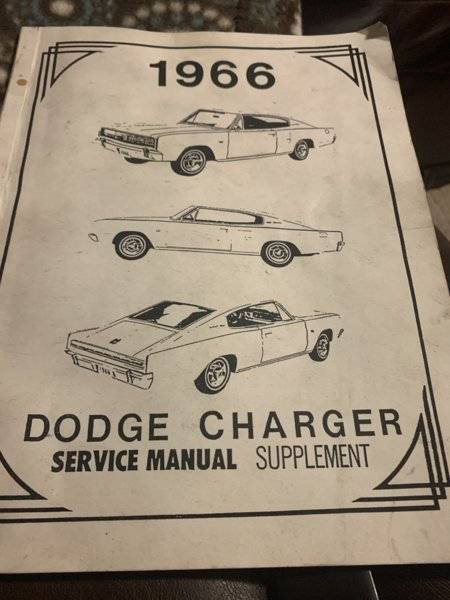 1966
DODGE CHARGER
SERVICE MANUAL SUPPLEMENT